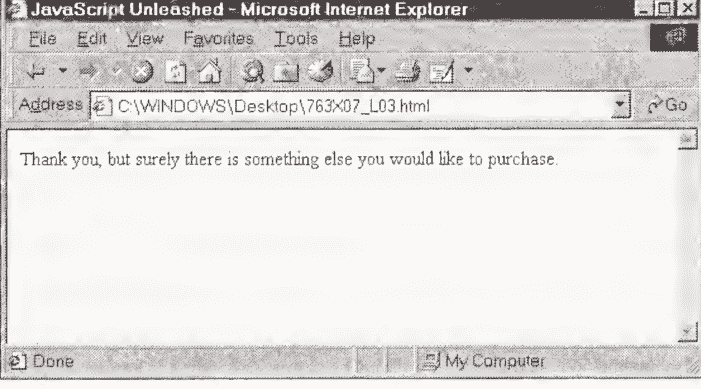 JavaScript Unleashed - Microsoft Internet Explorer
File Edit View Favorites Tools Help
Address C:\WINDOWS\Desktop\763X07_L03.html Go
Thank you, but surely there is something else you would like to purchase.
Done My Computer